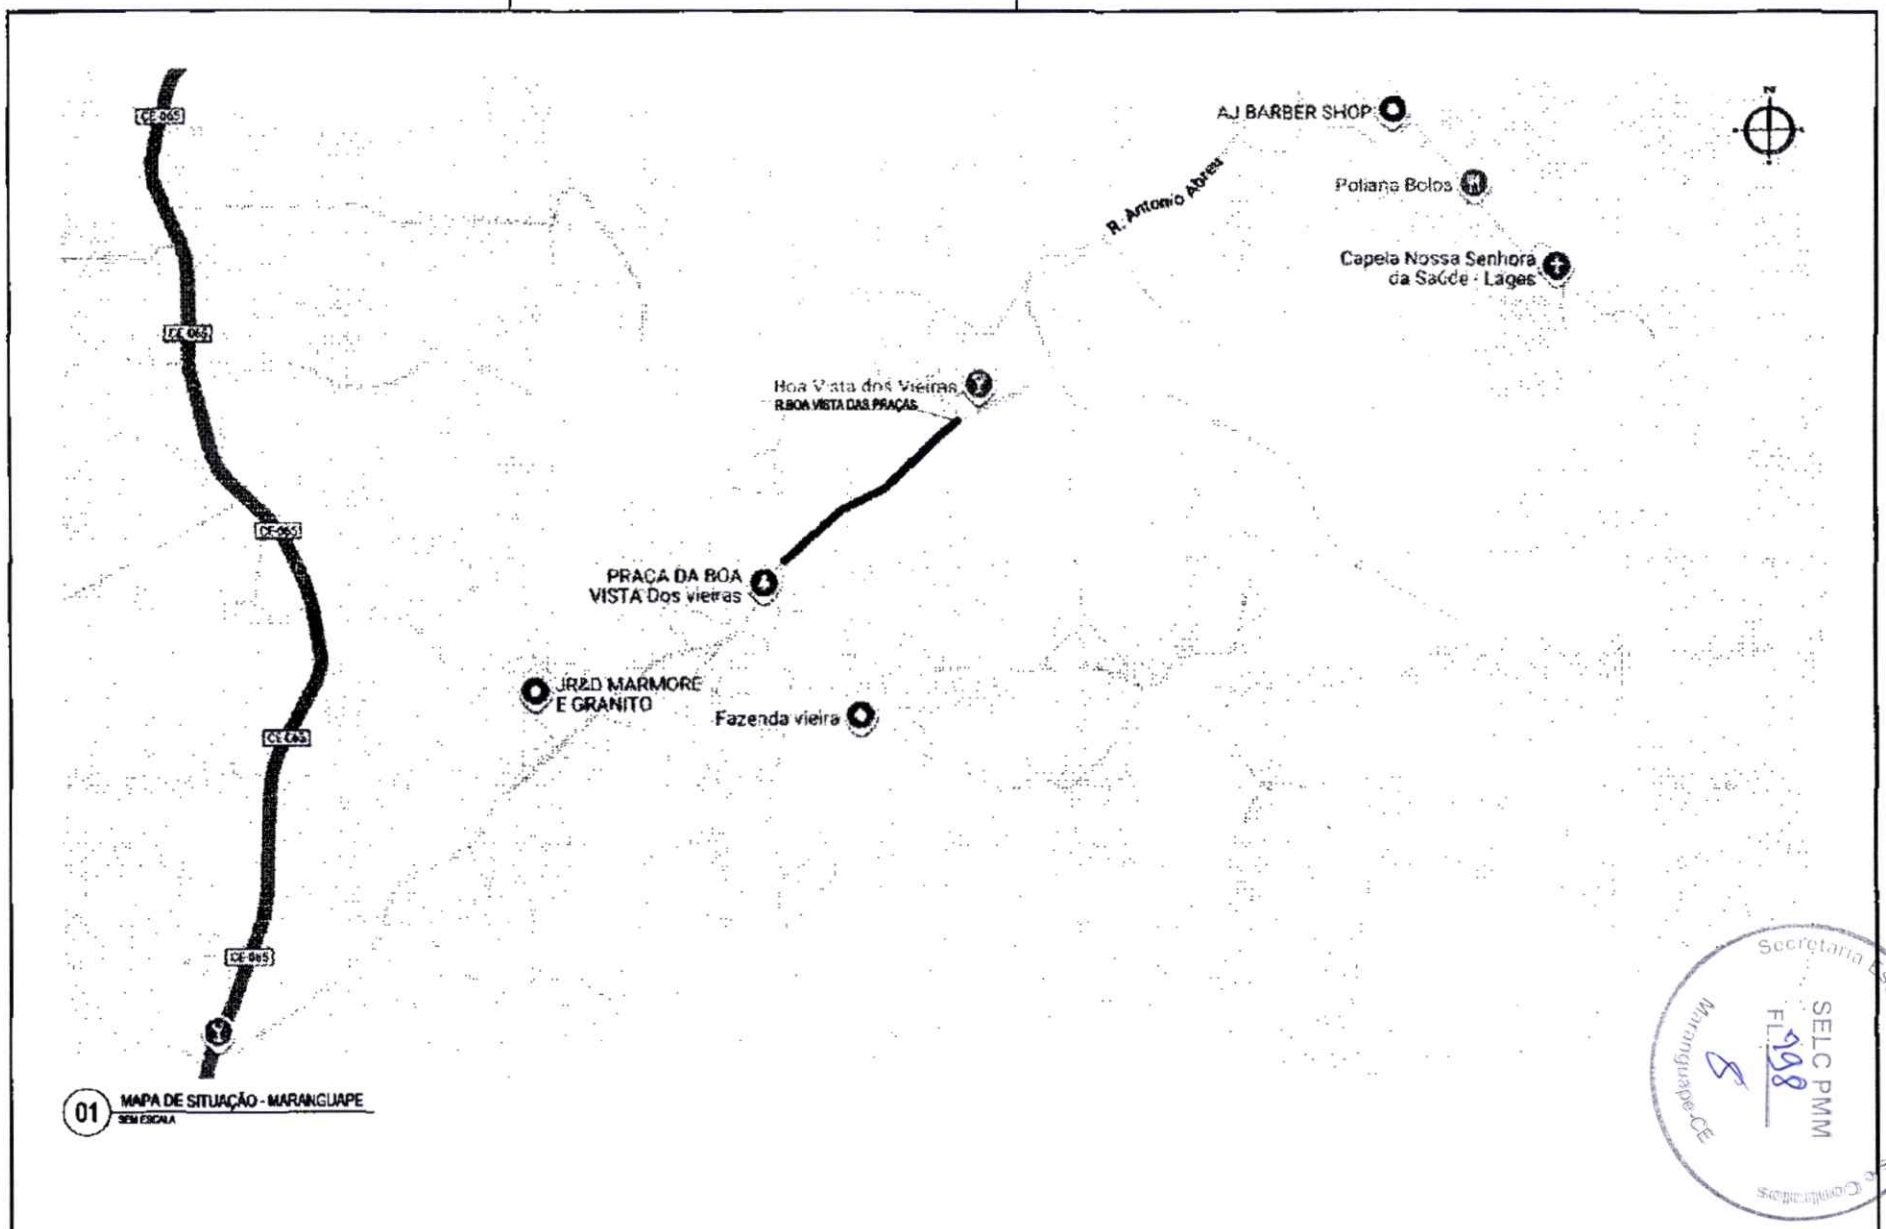 N
CE-065
AJ BARBER SHOP
R. Antonio Abreu
Poliana Bolos
Capela Nossa Senhora
da Saúde - Lages
CE-065
Boa Vista dos Vieiras
R.BOA VISTA DAS PRAÇAS
CE-065
PRAÇA DA BOA
VISTA Dos vieiras
JR&D MARMORE
E GRANITO
Fazenda vieira
CE-065
CE-065
01
MAPA DE SITUAÇÃO - MARANGUAPE
SEM ESCALA
Secretaria
SELC PMM
FL. 798
Maranguape-CE
e Contratos